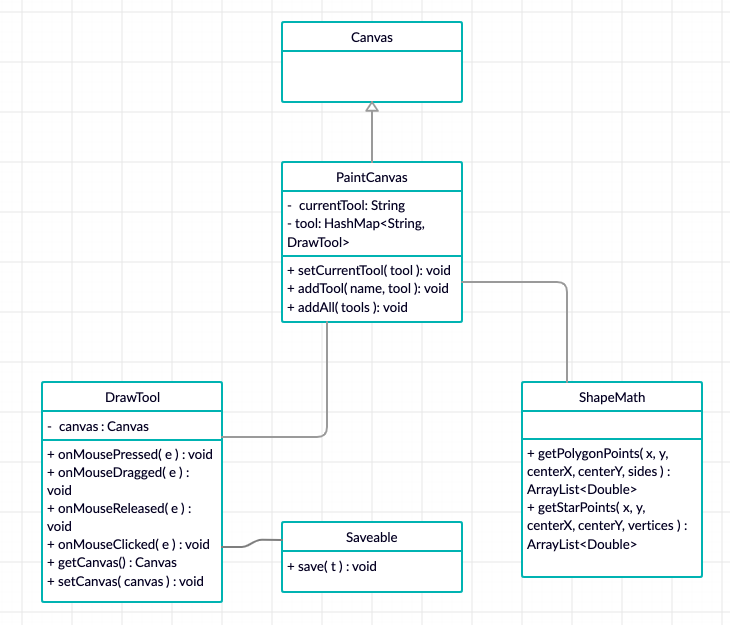 Canvas
PaintCanvas
-  currentTool: String
- tool: HashMap<String,
DrawTool>
+ setCurrentTool( tool ): void
+ addTool( name, tool ): void
+ addAll( tools ): void
DrawTool
-  canvas : Canvas
+ onMousePressed( e ) : void
+ onMouseDragged( e ) :
void
+ onMouseReleased( e ) :
void
+ onMouseClicked( e ) : void
+ getCanvas() : Canvas
+ setCanvas( canvas ) : void
Saveable
+ save( t ) : void
ShapeMath
+ getPolygonPoints( x, y,
centerX, centerY, sides ) :
ArrayList<Double>
+ getStarPoints( x, y,
centerX, centerY, vertices ) :
ArrayList<Double>